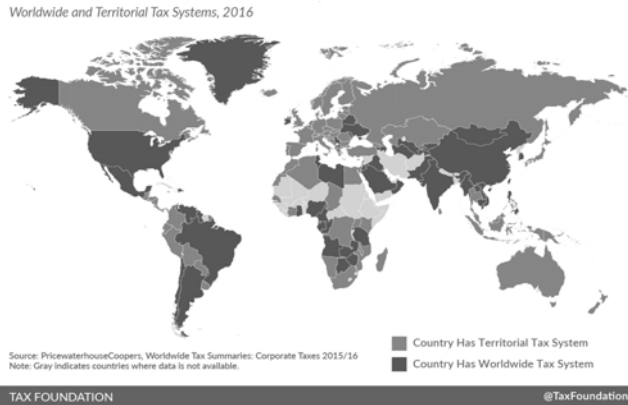 Worldwide and Territorial Tax Systems, 2016
Country Has Territorial Tax System
Country Has Worldwide Tax System
Source: PricewaterhouseCoopers, Worldwide Tax Summaries: Corporate Taxes 2015/16
Note: Gray indicates countries where data is not available.
TAX FOUNDATION
@TaxFoundation